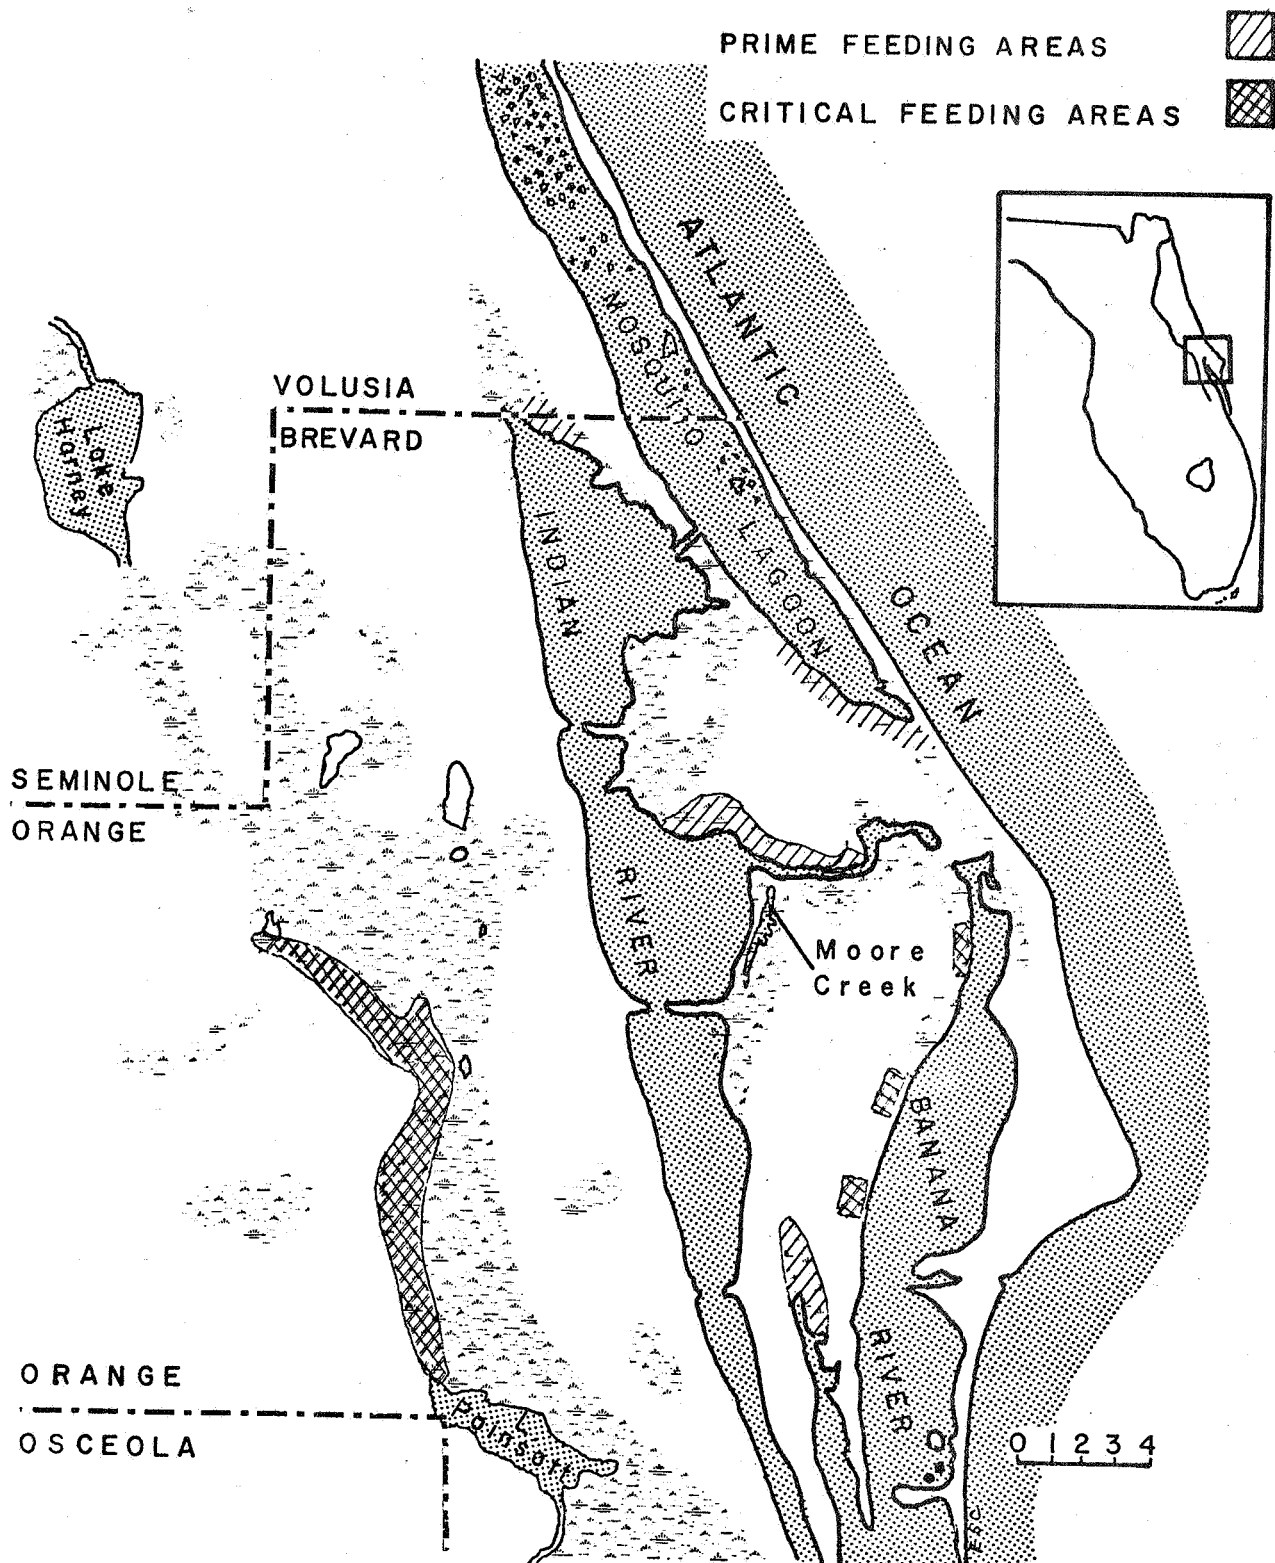 PRIME FEEDING AREAS
CRITICAL FEEDING AREAS
ATLANTIC
OCEAN
MOSQUITO
LAGOON
VOLUSIA
BREVARD
Lake
Harney
INDIAN
RIVER
SEMINOLE
ORANGE
Moore
Creek
BANANA
RIVER
ORANGE
OSCEOLA
L.
Poinsett
0 1 2 3 4
EGC